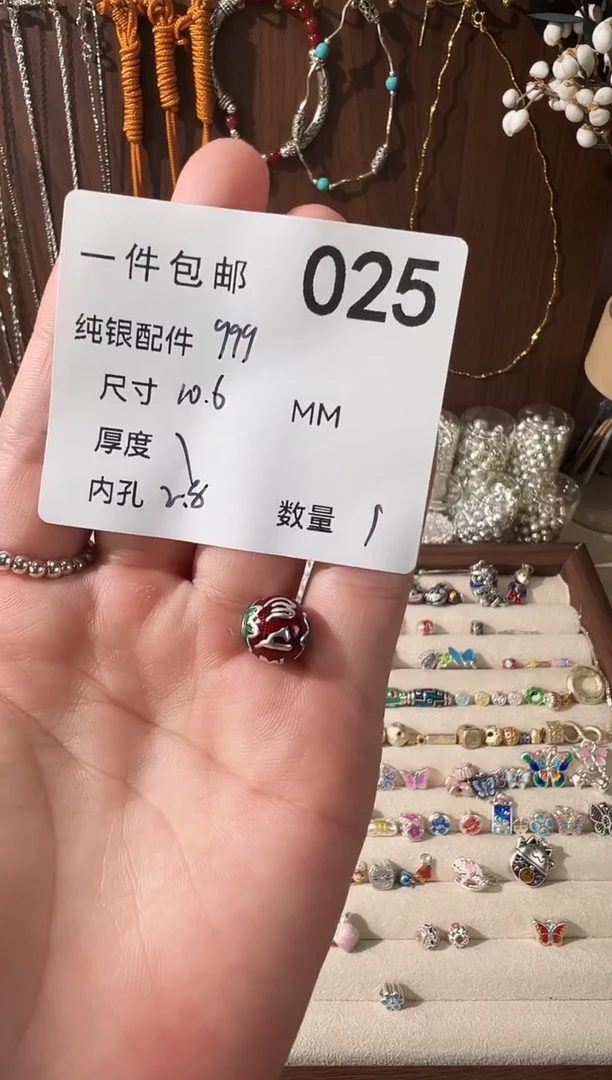 一件包邮 025
纯银配件 999
尺寸 10.6 MM
厚度 \
内孔 2.8 数量 1